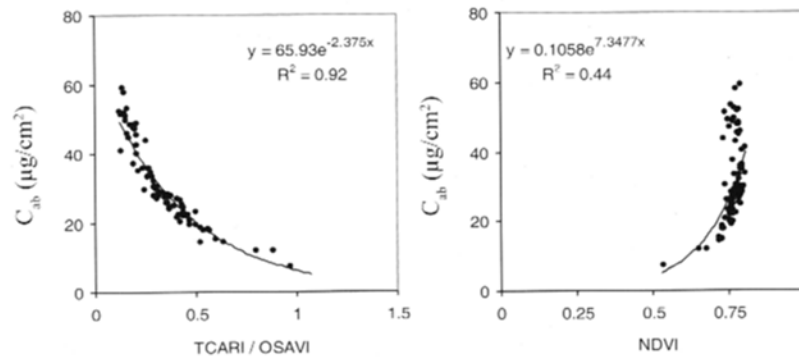 80
60
40
20
0
C_ab (µg/cm²)
y = 65.93e^-2.375x
R² = 0.92
0 0.5 1 1.5
TCARI / OSAVI
80
60
40
20
0
C_ab (µg/cm²)
y = 0.1058e^7.3477x
R² = 0.44
0 0.25 0.5 0.75
NDVI